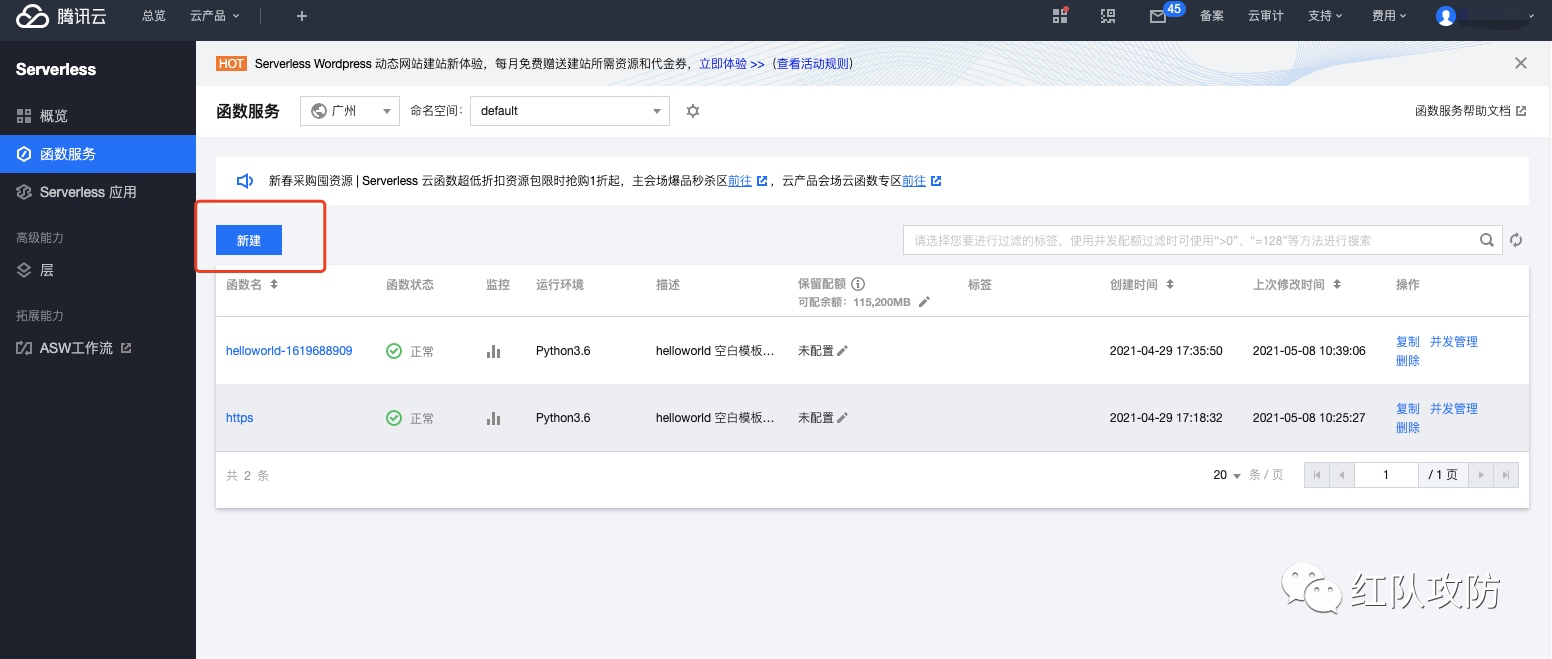 腾讯云 总览 云产品 45 备案 云审计 支持 费用
Serverless
概览
函数服务
Serverless 应用
高级能力
层
拓展能力
ASW工作流
HOT Serverless Wordpress 动态网站建站新体验，每月免费赠送建站所需资源和代金券，立即体验 >> (查看活动规则)
函数服务 广州 命名空间： default 函数服务帮助文档
新春采购囤资源 | Serverless 云函数超低折扣资源包限时抢购1折起，主会场爆品秒杀区前往 ，云产品会场云函数专区前往
新建 请选择您要进行过滤的标签，使用并发配额过滤时可使用“>0”、“=128”等方法进行搜索
函数名 函数状态 监控 运行环境 描述 保留配额 标签 创建时间 上次修改时间 操作
可配余额：115,200MB
helloworld-1619688909 正常 Python3.6 helloworld 空白模板... 未配置 2021-04-29 17:35:50 2021-05-08 10:39:06 复制 并发管理
删除
https 正常 Python3.6 helloworld 空白模板... 未配置 2021-04-29 17:18:32 2021-05-08 10:25:27 复制 并发管理
删除
共 2 条 20 条 / 页 1 / 1 页
红队攻防